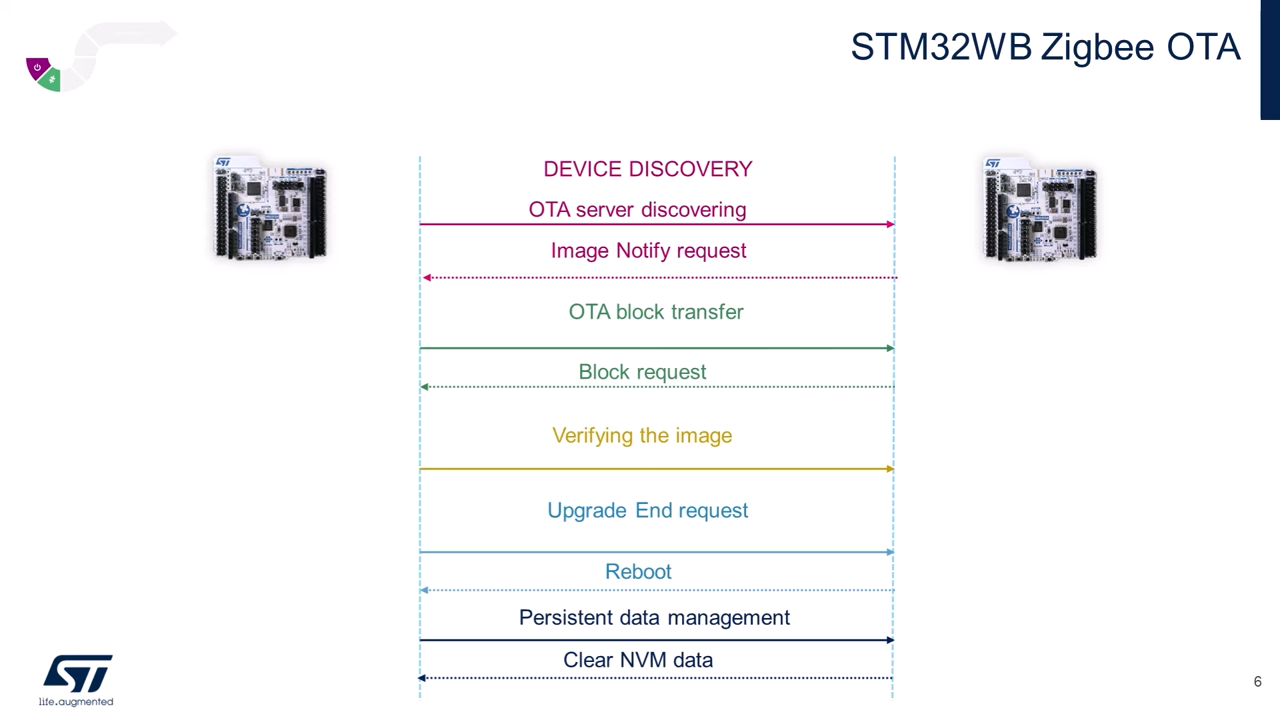 STM32WB Zigbee OTA
DEVICE DISCOVERY
OTA server discovering
Image Notify request
OTA block transfer
Block request
Verifying the image
Upgrade End request
Reboot
Persistent data management
Clear NVM data
ST
life.augmented
6